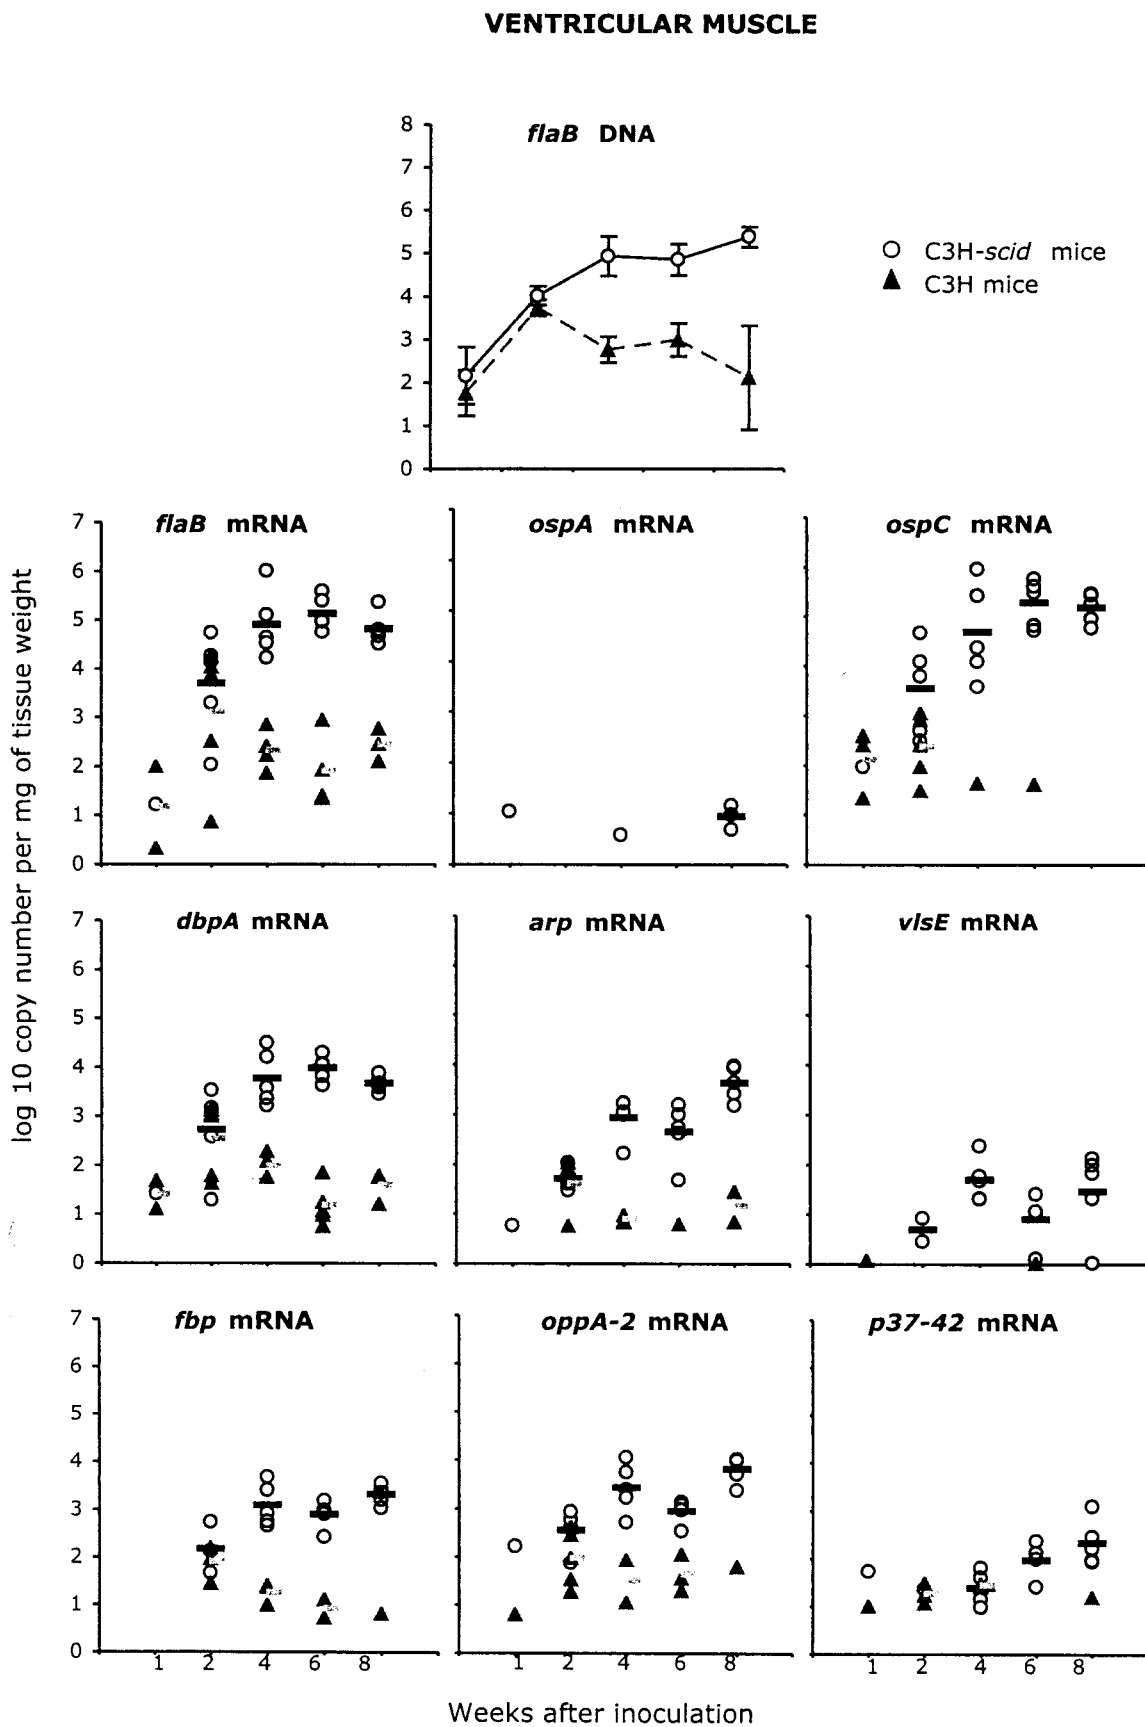 VENTRICULAR MUSCLE
flaB DNA
8
7
6
5
4
3
2
1
0
C3H-scid mice
C3H mice
log 10 copy number per mg of tissue weight
flaB mRNA
ospA mRNA
ospC mRNA
7
6
5
4
3
2
1
0
dbpA mRNA
arp mRNA
vlsE mRNA
7
6
5
4
3
2
1
0
fbp mRNA
oppA-2 mRNA
p37-42 mRNA
7
6
5
4
3
2
1
0
1 2 4 6 8
1 2 4 6 8
1 2 4 6 8
Weeks after inoculation